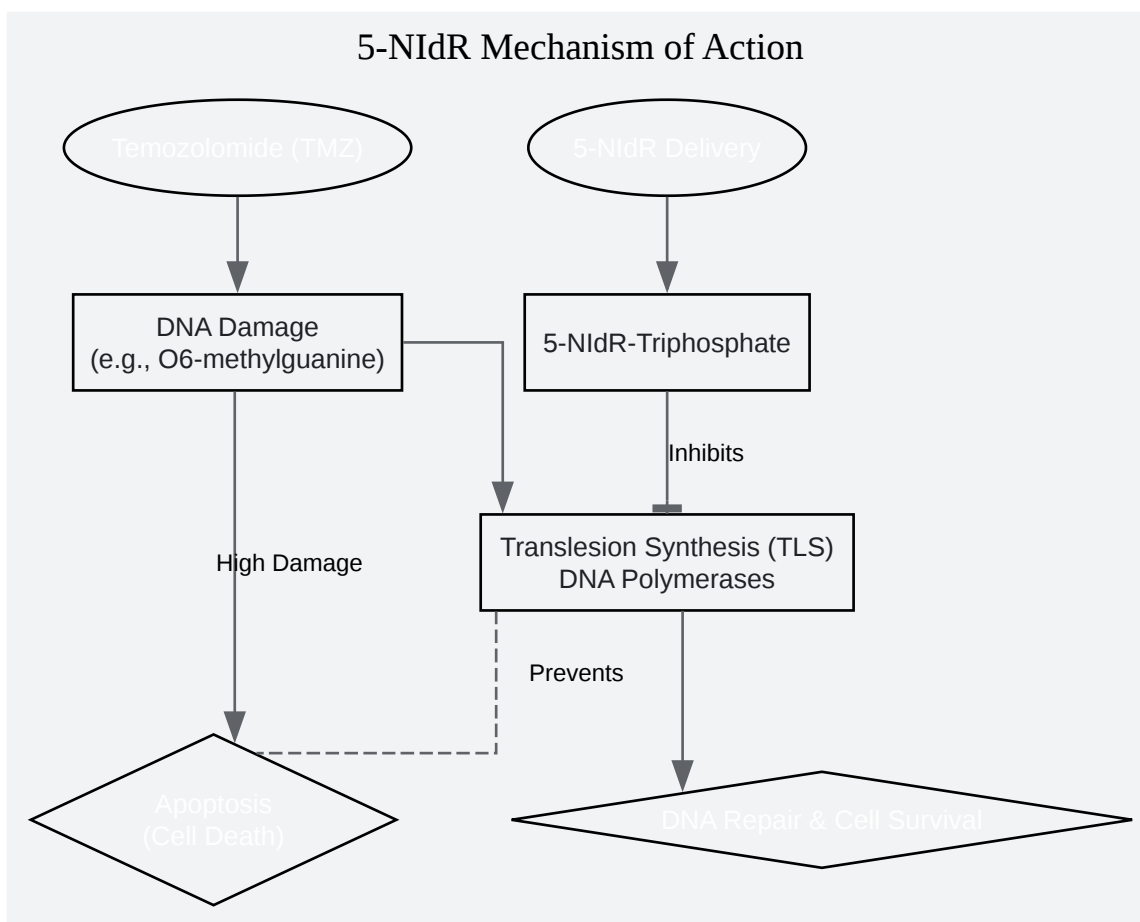 5-NIdR Mechanism of Action
Temozolomide (TMZ)
5-NIdR Delivery
DNA Damage
(e.g., O6-methylguanine)
5-NIdR-Triphosphate
Inhibits
Translesion Synthesis (TLS)
DNA Polymerases
High Damage
Prevents
Apoptosis
(Cell Death)
DNA Repair & Cell Survival